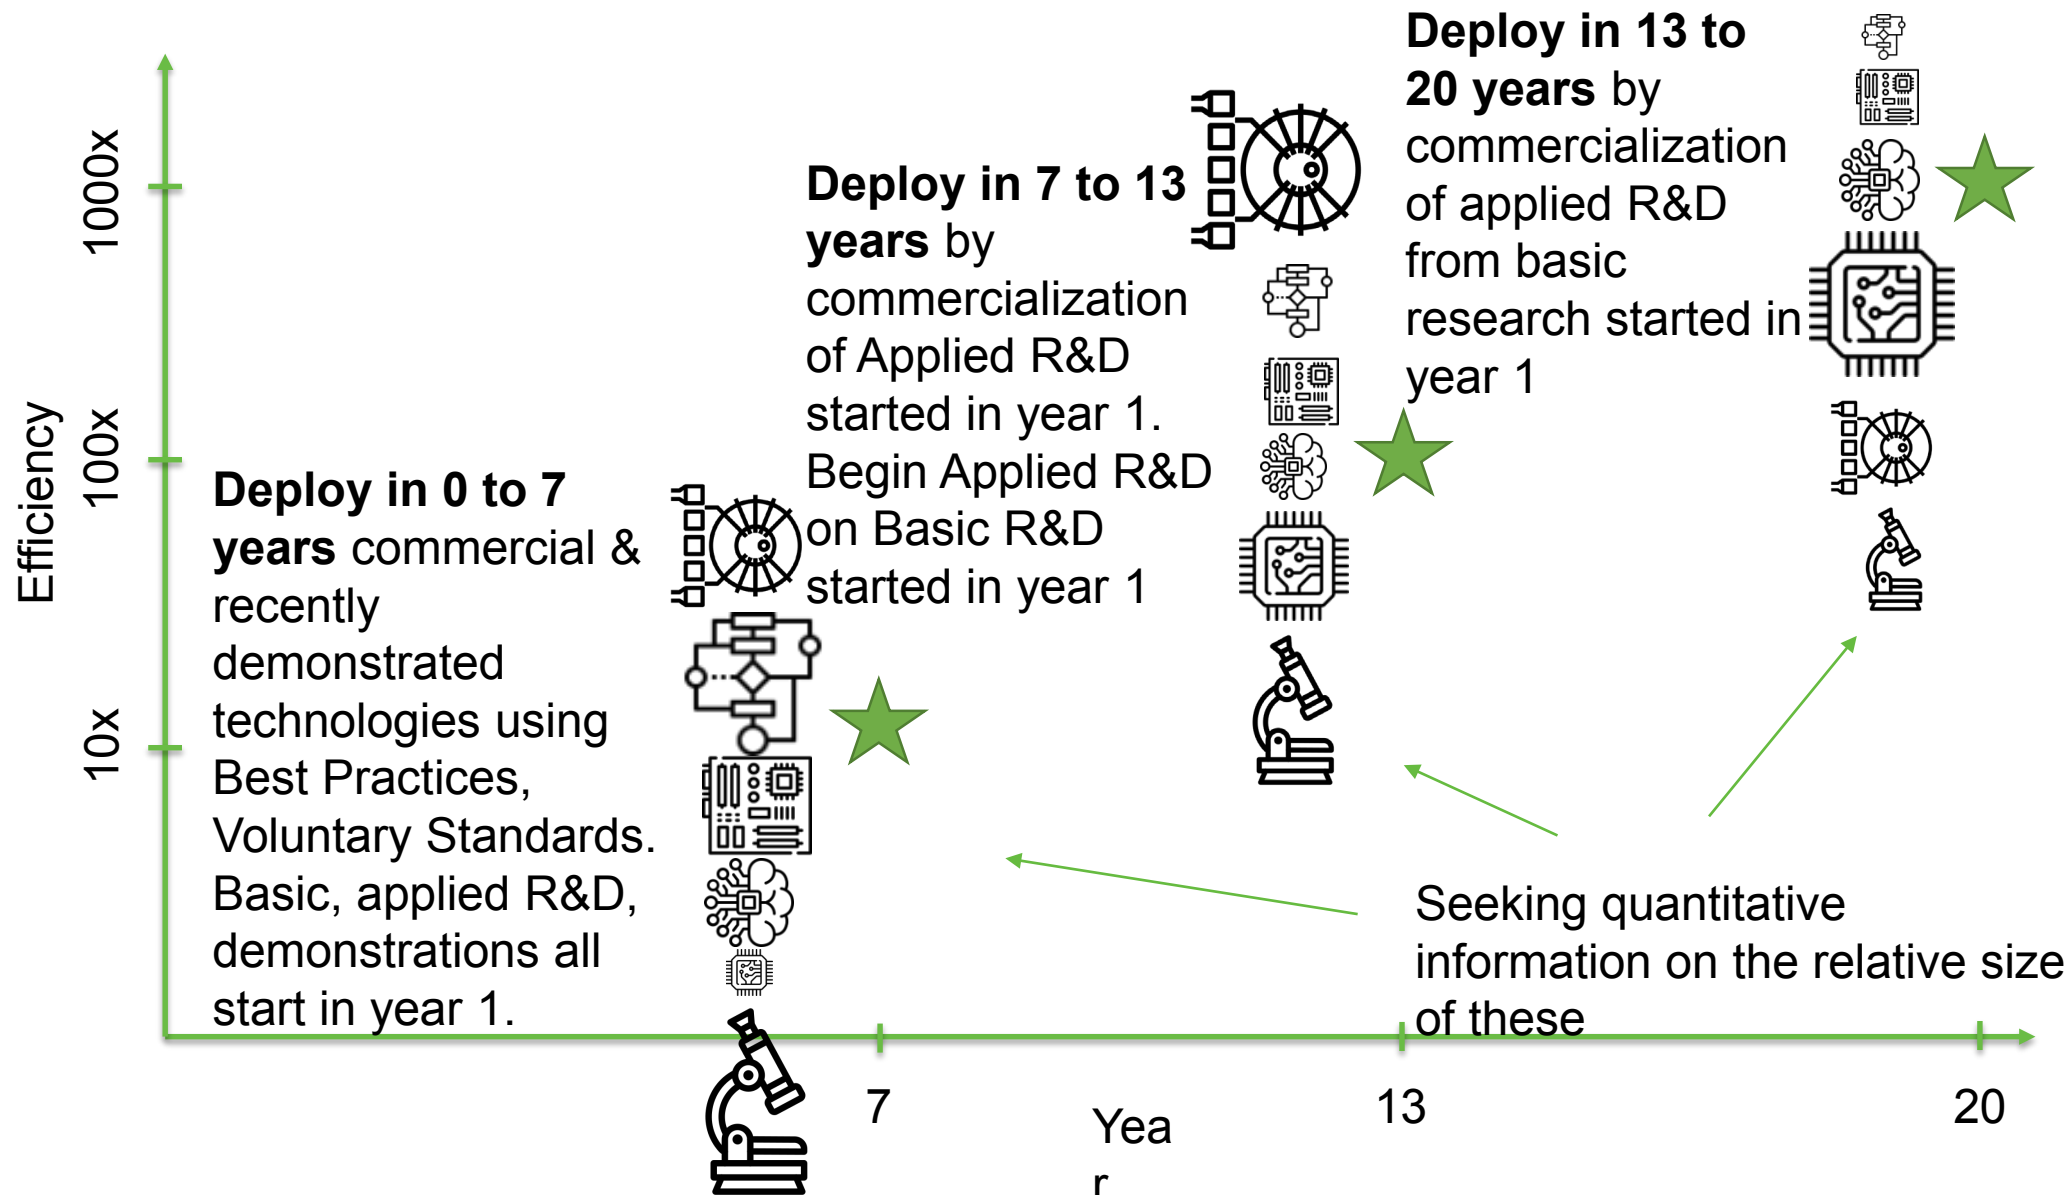 Efficiency
1000x
100x
10x
Deploy in 0 to 7
years commercial &
recently
demonstrated
technologies using
Best Practices,
Voluntary Standards.
Basic, applied R&D,
demonstrations all
start in year 1.
Deploy in 7 to 13
years by
commercialization
of Applied R&D
started in year 1.
Begin Applied R&D
on Basic R&D
started in year 1
Deploy in 13 to
20 years by
commercialization
of applied R&D
from basic
research started in
year 1
Seeking quantitative
information on the relative size
of these
7
13
20
Yea
r